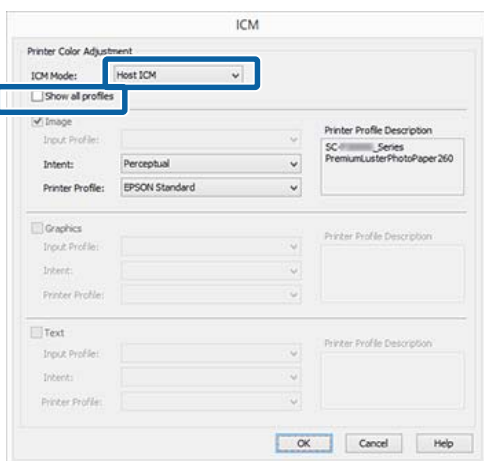 ICM
Printer Color Adjustment
ICM Mode: Host ICM
Show all profiles
Image
Input Profile:
Intent: Perceptual
Printer Profile: EPSON Standard
Printer Profile Description
SC- _Series
PremiumLusterPhotoPaper260
Graphics
Input Profile:
Intent:
Printer Profile:
Printer Profile Description
Text
Input Profile:
Intent:
Printer Profile:
Printer Profile Description
OK Cancel Help